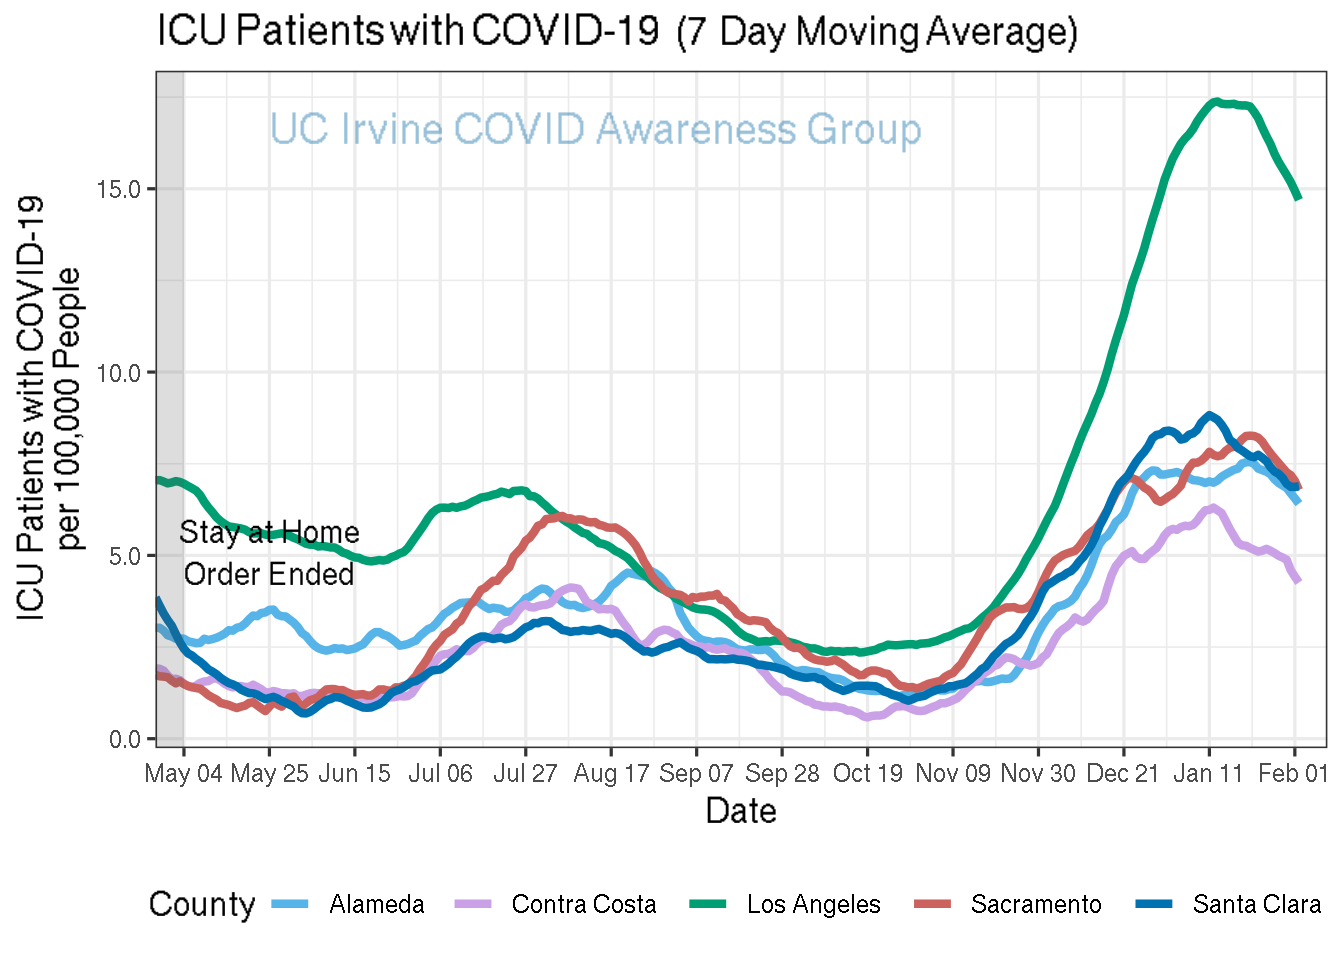 ICU Patients with COVID-19 (7 Day Moving Average)
UC Irvine COVID Awareness Group
ICU Patients with COVID-19
per 100,000 People
15.0
10.0
5.0
0.0
Stay at Home
Order Ended
May 04 May 25 Jun 15 Jul 06 Jul 27 Aug 17 Sep 07 Sep 28 Oct 19 Nov 09 Nov 30 Dec 21 Jan 11 Feb 01
Date
County Alameda Contra Costa Los Angeles Sacramento Santa Clara